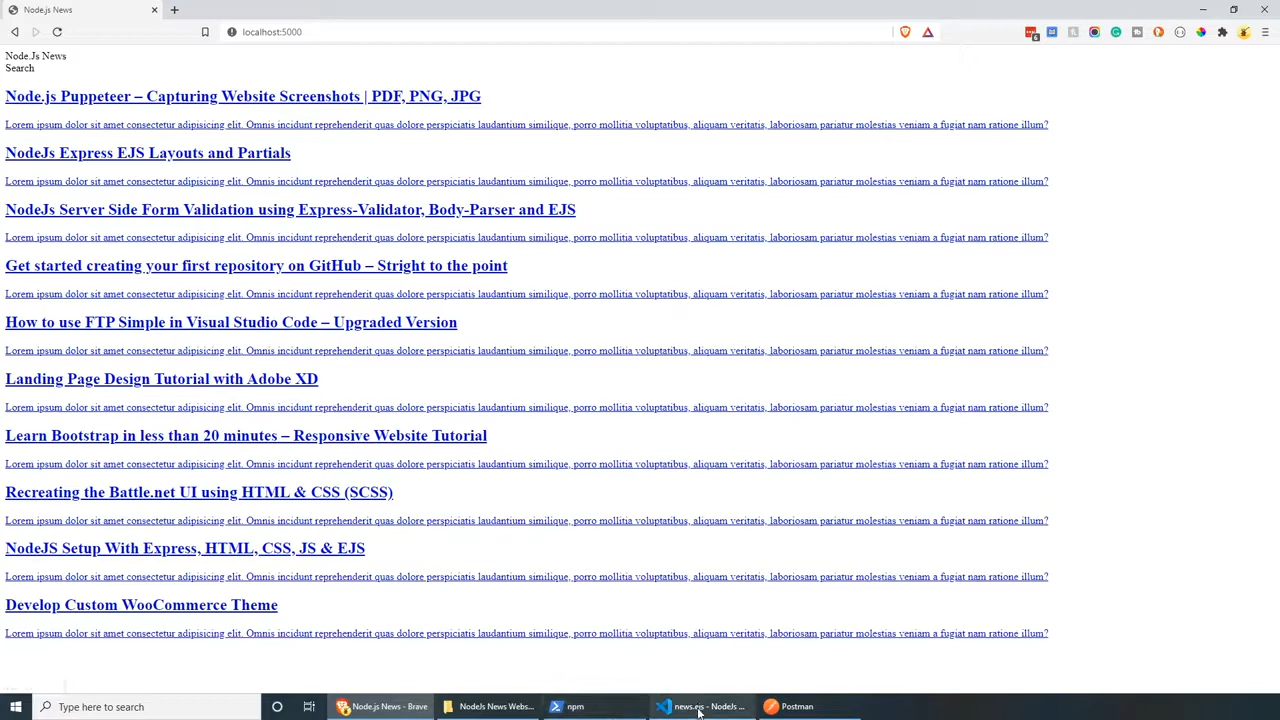 Node.js News
localhost:5000
6
Node.Js News
Search
Node.js Puppeteer – Capturing Website Screenshots | PDF, PNG, JPG
Lorem ipsum dolor sit amet consectetur adipisicing elit. Omnis incidunt reprehenderit quas dolore perspiciatis laudantium similique, porro mollitia voluptatibus, aliquam veritatis, laboriosam pariatur molestias veniam a fugiat nam ratione illum?
NodeJs Express EJS Layouts and Partials
Lorem ipsum dolor sit amet consectetur adipisicing elit. Omnis incidunt reprehenderit quas dolore perspiciatis laudantium similique, porro mollitia voluptatibus, aliquam veritatis, laboriosam pariatur molestias veniam a fugiat nam ratione illum?
NodeJs Server Side Form Validation using Express-Validator, Body-Parser and EJS
Lorem ipsum dolor sit amet consectetur adipisicing elit. Omnis incidunt reprehenderit quas dolore perspiciatis laudantium similique, porro mollitia voluptatibus, aliquam veritatis, laboriosam pariatur molestias veniam a fugiat nam ratione illum?
Get started creating your first repository on GitHub – Stright to the point
Lorem ipsum dolor sit amet consectetur adipisicing elit. Omnis incidunt reprehenderit quas dolore perspiciatis laudantium similique, porro mollitia voluptatibus, aliquam veritatis, laboriosam pariatur molestias veniam a fugiat nam ratione illum?
How to use FTP Simple in Visual Studio Code – Upgraded Version
Lorem ipsum dolor sit amet consectetur adipisicing elit. Omnis incidunt reprehenderit quas dolore perspiciatis laudantium similique, porro mollitia voluptatibus, aliquam veritatis, laboriosam pariatur molestias veniam a fugiat nam ratione illum?
Landing Page Design Tutorial with Adobe XD
Lorem ipsum dolor sit amet consectetur adipisicing elit. Omnis incidunt reprehenderit quas dolore perspiciatis laudantium similique, porro mollitia voluptatibus, aliquam veritatis, laboriosam pariatur molestias veniam a fugiat nam ratione illum?
Learn Bootstrap in less than 20 minutes – Responsive Website Tutorial
Lorem ipsum dolor sit amet consectetur adipisicing elit. Omnis incidunt reprehenderit quas dolore perspiciatis laudantium similique, porro mollitia voluptatibus, aliquam veritatis, laboriosam pariatur molestias veniam a fugiat nam ratione illum?
Recreating the Battle.net UI using HTML & CSS (SCSS)
Lorem ipsum dolor sit amet consectetur adipisicing elit. Omnis incidunt reprehenderit quas dolore perspiciatis laudantium similique, porro mollitia voluptatibus, aliquam veritatis, laboriosam pariatur molestias veniam a fugiat nam ratione illum?
NodeJS Setup With Express, HTML, CSS, JS & EJS
Lorem ipsum dolor sit amet consectetur adipisicing elit. Omnis incidunt reprehenderit quas dolore perspiciatis laudantium similique, porro mollitia voluptatibus, aliquam veritatis, laboriosam pariatur molestias veniam a fugiat nam ratione illum?
Develop Custom WooCommerce Theme
Lorem ipsum dolor sit amet consectetur adipisicing elit. Omnis incidunt reprehenderit quas dolore perspiciatis laudantium similique, porro mollitia voluptatibus, aliquam veritatis, laboriosam pariatur molestias veniam a fugiat nam ratione illum?
Type here to search
Node.js News - Brave
NodeJs News Webs...
npm
news.ejs - NodeJs ...
Postman